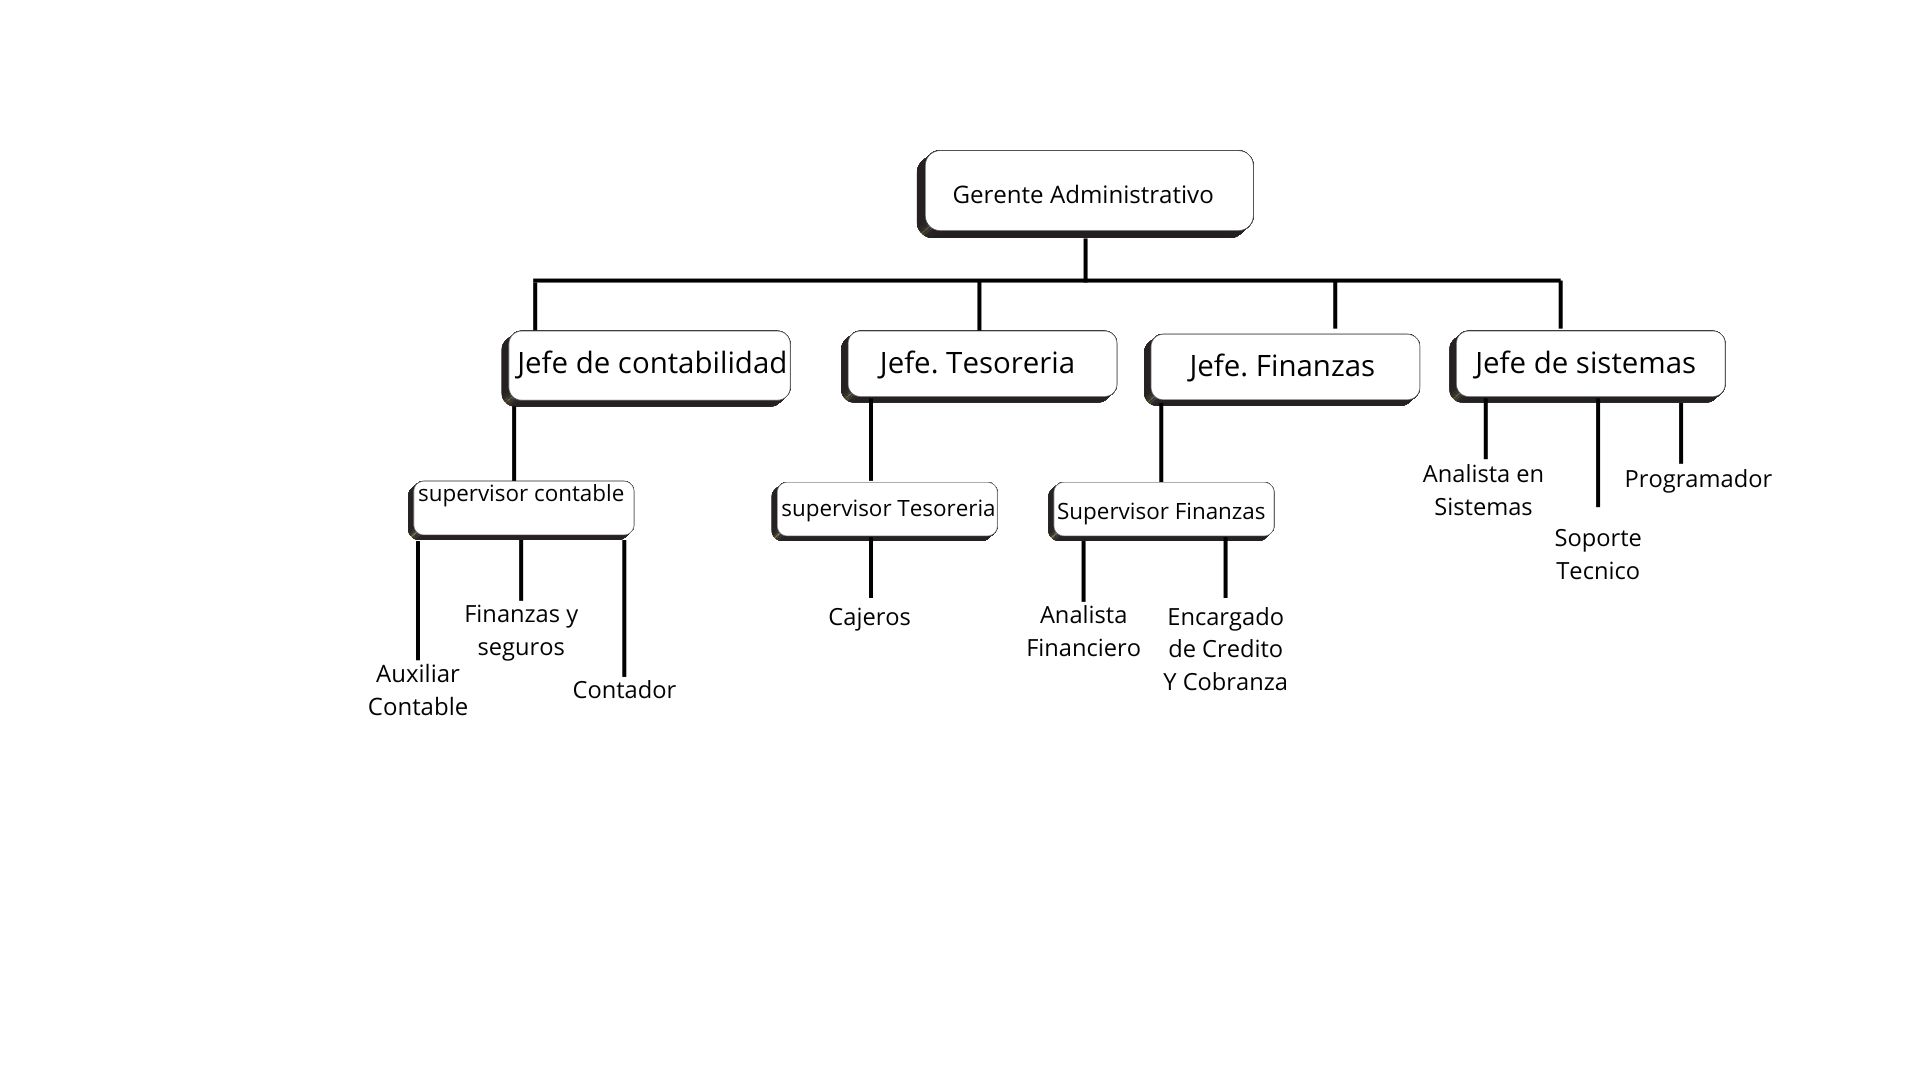 Gerente Administrativo
Jefe de contabilidad
Jefe. Tesoreria
Jefe. Finanzas
Jefe de sistemas
supervisor contable
supervisor Tesoreria
Supervisor Finanzas
Analista en
Sistemas
Soporte
Tecnico
Programador
Auxiliar
Contable
Finanzas y
seguros
Contador
Cajeros
Analista
Financiero
Encargado
de Credito
Y Cobranza